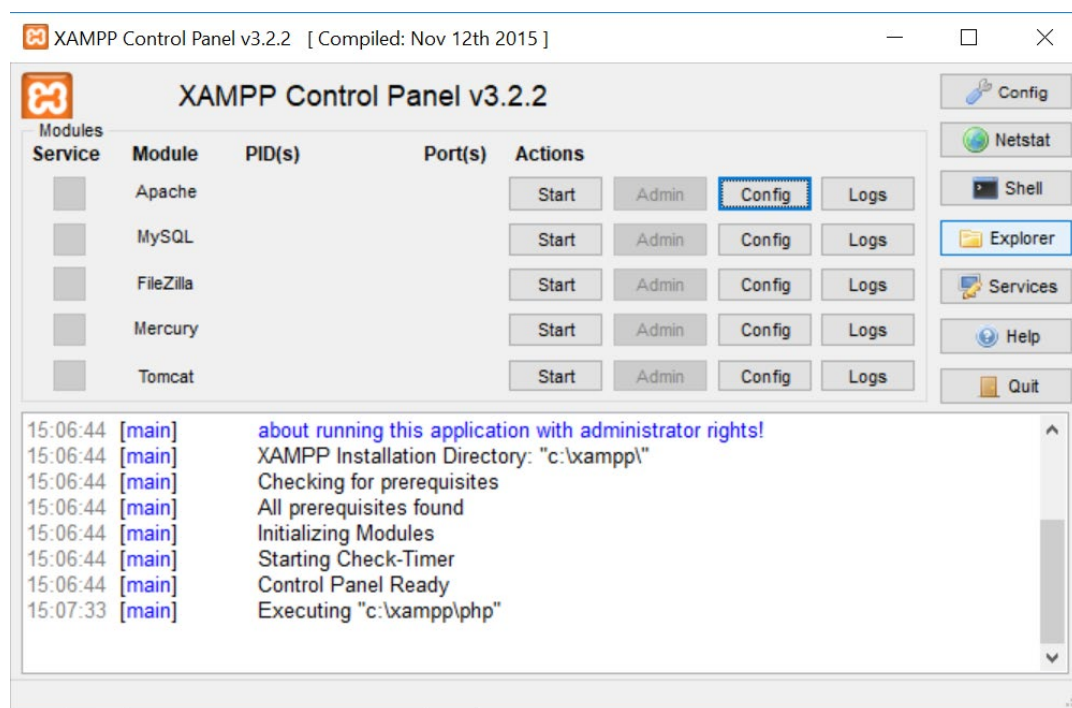 XAMPP Control Panel v3.2.2 [ Compiled: Nov 12th 2015 ]
XAMPP Control Panel v3.2.2
Config
Modules
Netstat
Service Module PID(s) Port(s) Actions
Apache Start Admin Config Logs
Shell
MySQL Start Admin Config Logs
Explorer
FileZilla Start Admin Config Logs
Services
Mercury Start Admin Config Logs
Help
Tomcat Start Admin Config Logs
Quit
15:06:44 [main] about running this application with administrator rights!
15:06:44 [main] XAMPP Installation Directory: "c:\xampp\"
15:06:44 [main] Checking for prerequisites
15:06:44 [main] All prerequisites found
15:06:44 [main] Initializing Modules
15:06:44 [main] Starting Check-Timer
15:06:44 [main] Control Panel Ready
15:07:33 [main] Executing "c:\xampp\php"